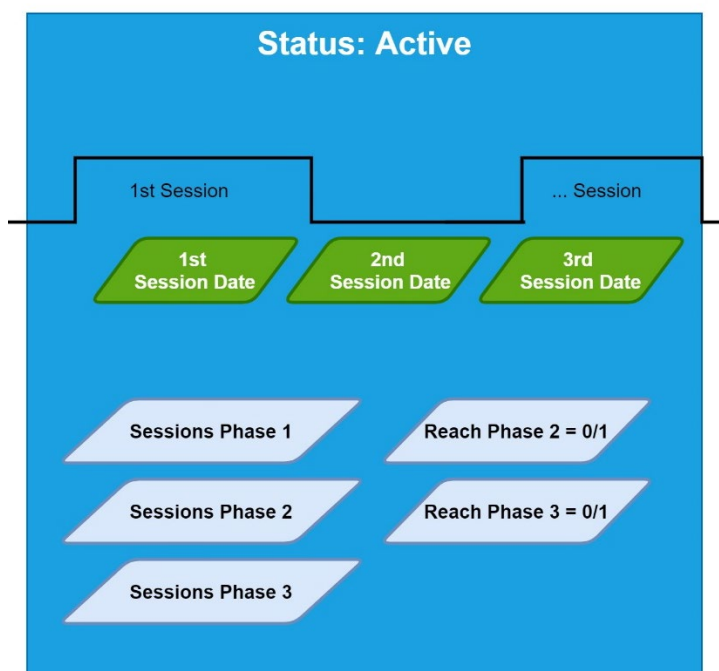 Status: Active
1st Session
... Session
1st
Session Date
2nd
Session Date
3rd
Session Date
Sessions Phase 1
Reach Phase 2 = 0/1
Sessions Phase 2
Reach Phase 3 = 0/1
Sessions Phase 3